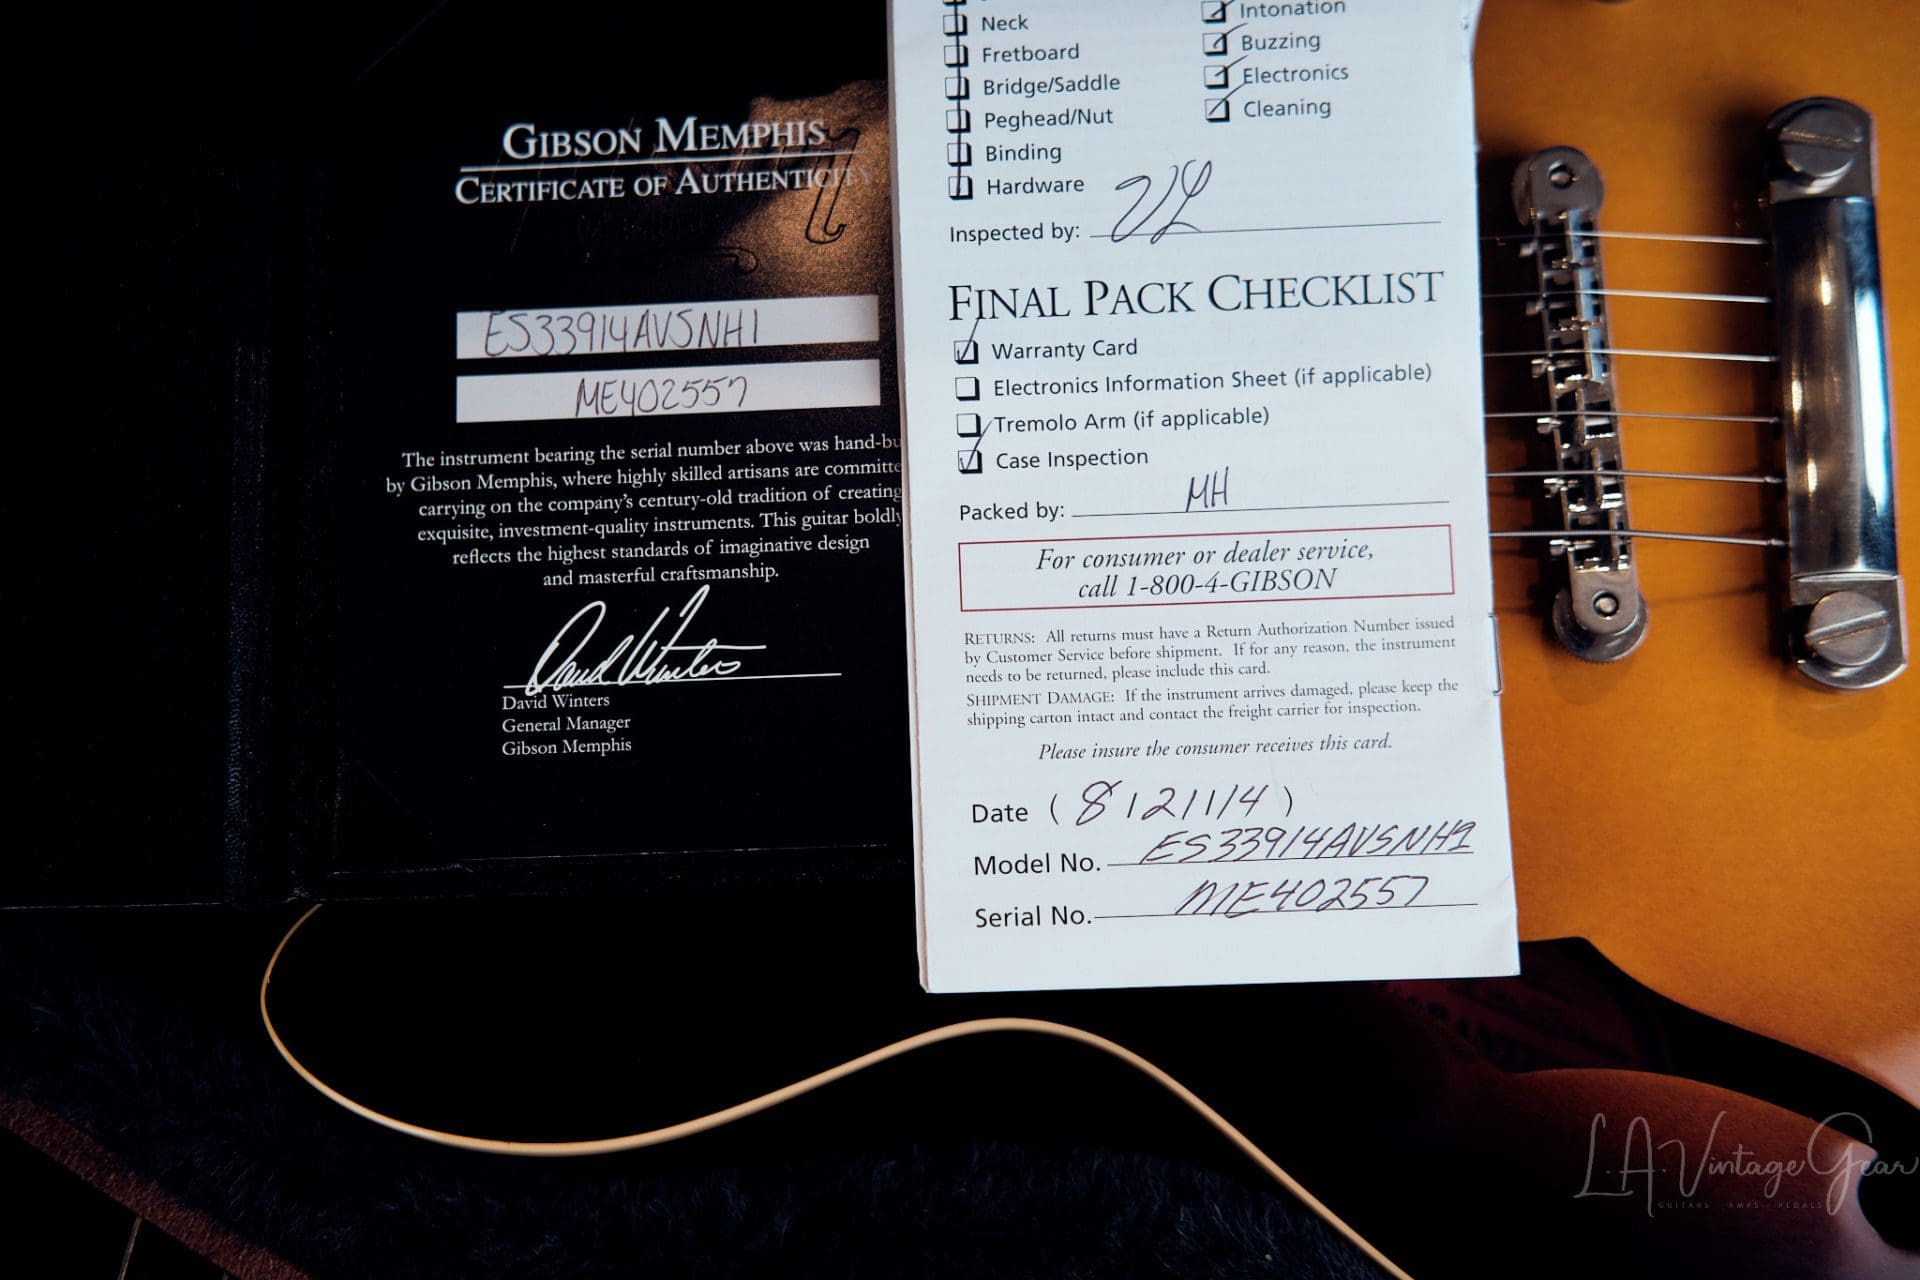 GIBSON MEMPHIS
CERTIFICATE OF AUTHENTICITY
ES33914AVSNH1
ME402557
The instrument bearing the serial number above was hand-bu
by Gibson Memphis, where highly skilled artisans are committe
carrying on the company's century-old tradition of creating
exquisite, investment-quality instruments. This guitar boldly
reflects the highest standards of imaginative design
and masterful craftsmanship.
David Winters
David Winters
General Manager
Gibson Memphis
Neck
Fretboard
Bridge/Saddle
Peghead/Nut
Binding
Hardware
Intonation
Buzzing
Electronics
Cleaning
Inspected by:
FINAL PACK CHECKLIST
Warranty Card
Electronics Information Sheet (if applicable)
Tremolo Arm (if applicable)
Case Inspection
Packed by: MH
For consumer or dealer service,
call 1-800-4-GIBSON
RETURNS: All returns must have a Return Authorization Number issued
by Customer Service before shipment. If for any reason, the instrument
needs to be returned, please include this card.
SHIPMENT DAMAGE: If the instrument arrives damaged, please keep the
shipping carton intact and contact the freight carrier for inspection.
Please insure the consumer receives this card.
Date ( 8/21/14 )
Model No. ES33914AVSNH1
Serial No. ME402557
L.A. Vintage Gear
GUITARS AMPS PEDALS